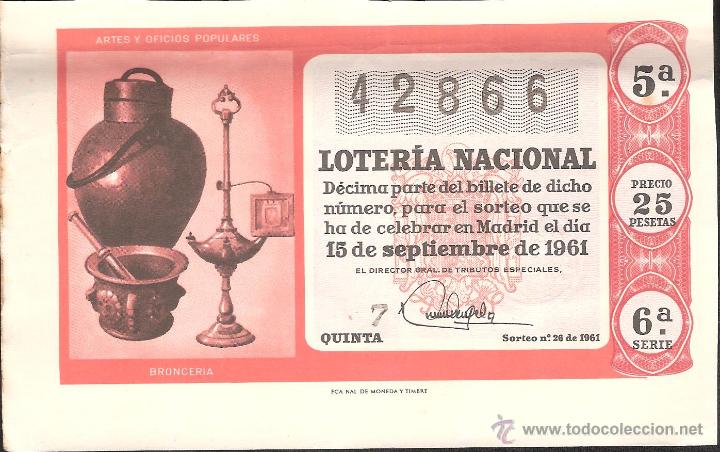 ARTES Y OFICIOS POPULARES
42866
LOTERÍA NACIONAL
Décima parte del billete de dicho
número, para el sorteo que se
ha de celebrar en Madrid el día
15 de septiembre de 1961
EL DIRECTOR GRAL. DE TRIBUTOS ESPECIALES,
7
QUINTA
Sorteo nº. 26 de 1961
5ª.
PRECIO
25
PESETAS
6ª.
SERIE
BRONCERIA
FCA NAL DE MONEDA Y TIMBRE
© www.todocoleccion.net